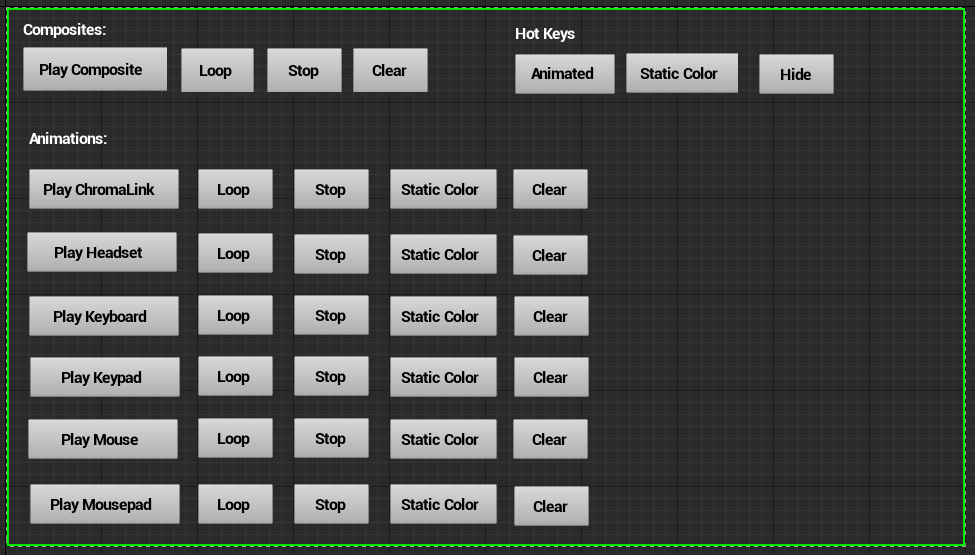 Composites:
Hot Keys
Play Composite Loop Stop Clear
Animated Static Color Hide
Animations:
Play ChromaLink Loop Stop Static Color Clear
Play Headset Loop Stop Static Color Clear
Play Keyboard Loop Stop Static Color Clear
Play Keypad Loop Stop Static Color Clear
Play Mouse Loop Stop Static Color Clear
Play Mousepad Loop Stop Static Color Clear